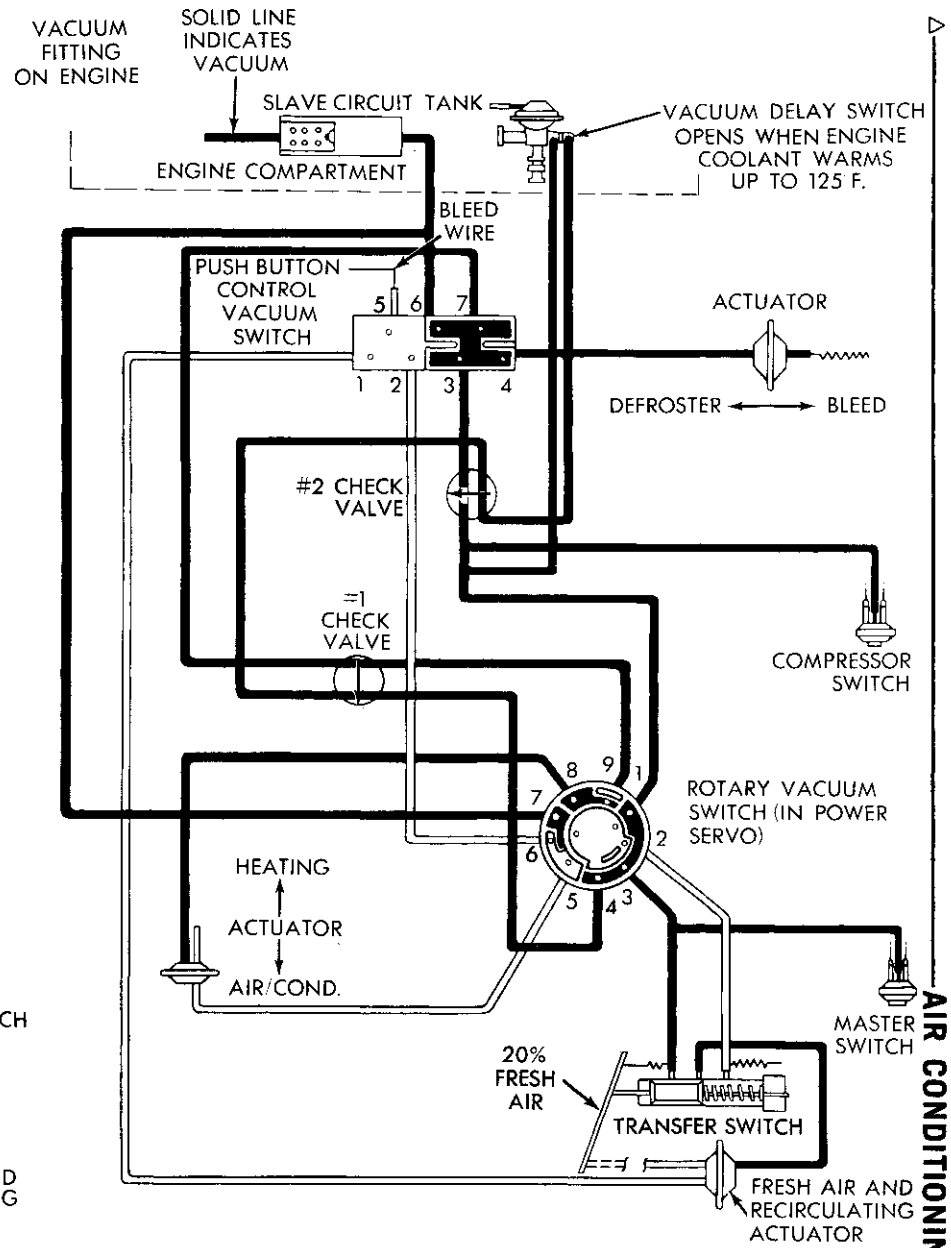 VACUUM
FITTING
ON ENGINE
SOLID LINE
INDICATES
VACUUM
SLAVE CIRCUIT TANK
ENGINE COMPARTMENT
VACUUM DELAY SWITCH
OPENS WHEN ENGINE
COOLANT WARMS
UP TO 125 F.
BLEED
WIRE
PUSH BUTTON
CONTROL
VACUUM
SWITCH
5 6 7
1 2 3 4
ACTUATOR
DEFROSTER
BLEED
#2 CHECK
VALVE
#1
CHECK
VALVE
COMPRESSOR
SWITCH
8 9 1
7
2
6
5 4 3
ROTARY VACUUM
SWITCH (IN POWER
SERVO)
HEATING
ACTUATOR
AIR/COND.
CH
MASTER
SWITCH
20%
FRESH
AIR
TRANSFER SWITCH
D
G
FRESH AIR AND
RECIRCULATING
ACTUATOR
AIR CONDITIONIN